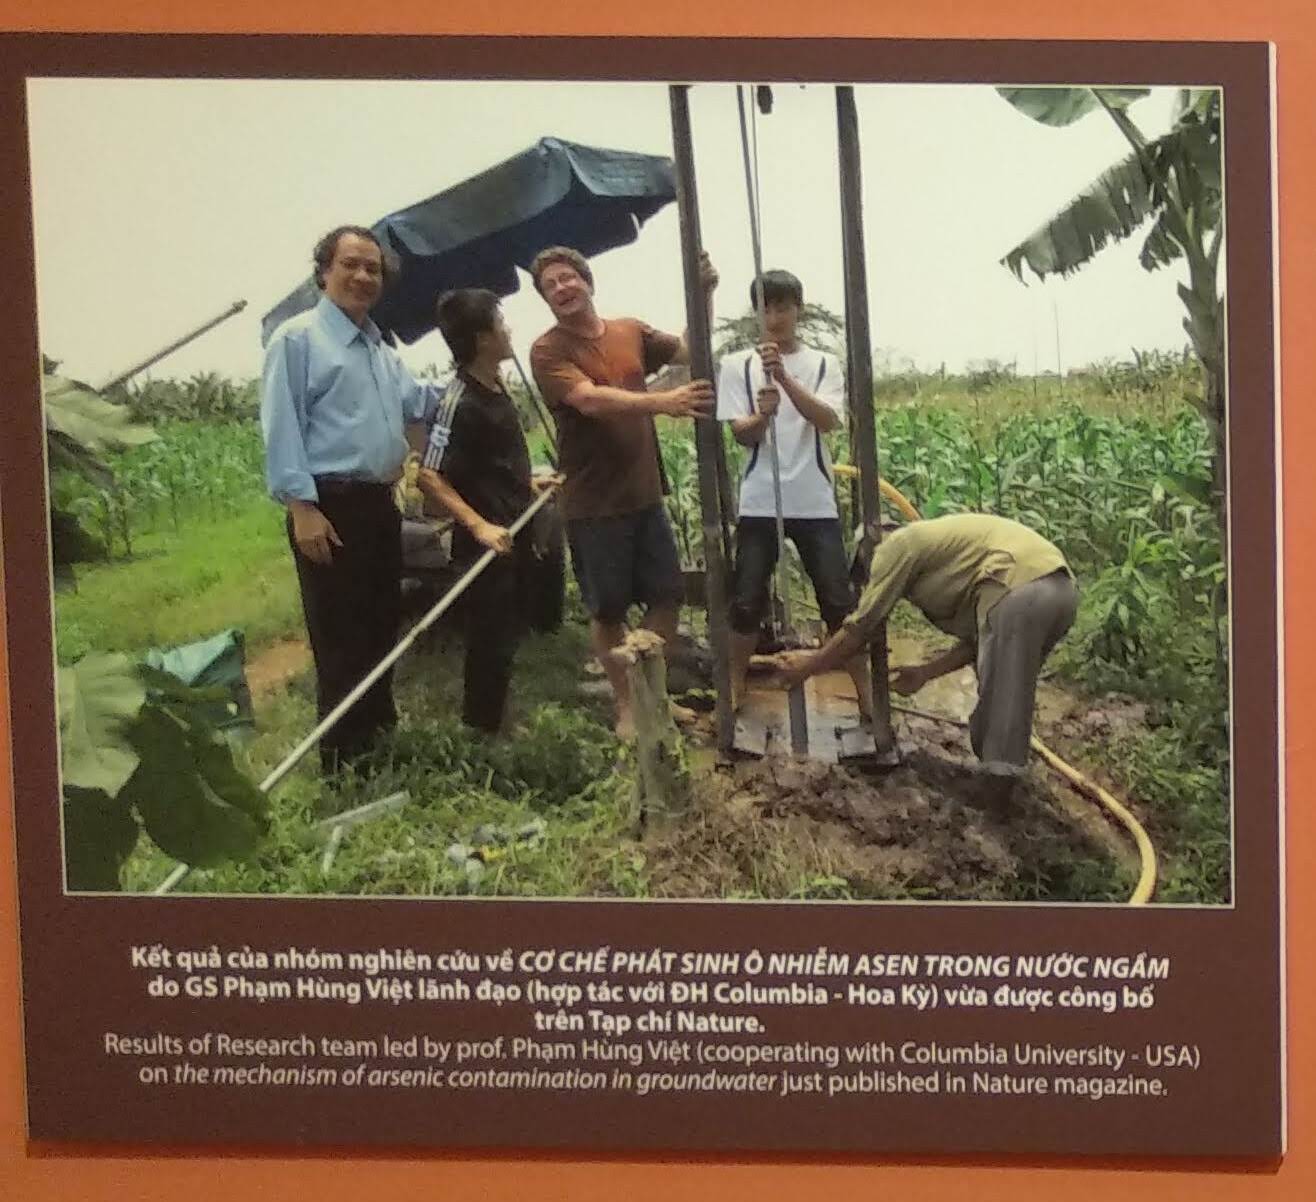 Kết quả của nhóm nghiên cứu về CƠ CHẾ PHÁT SINH Ô NHIỄM ASEN TRONG NƯỚC NGẦM
do GS Phạm Hùng Việt lãnh đạo (hợp tác với ĐH Columbia - Hoa Kỳ) vừa được công bố
trên Tạp chí Nature.
Results of Research team led by prof. Phạm Hùng Việt (cooperating with Columbia University - USA)
on the mechanism of arsenic contamination in groundwater just published in Nature magazine.